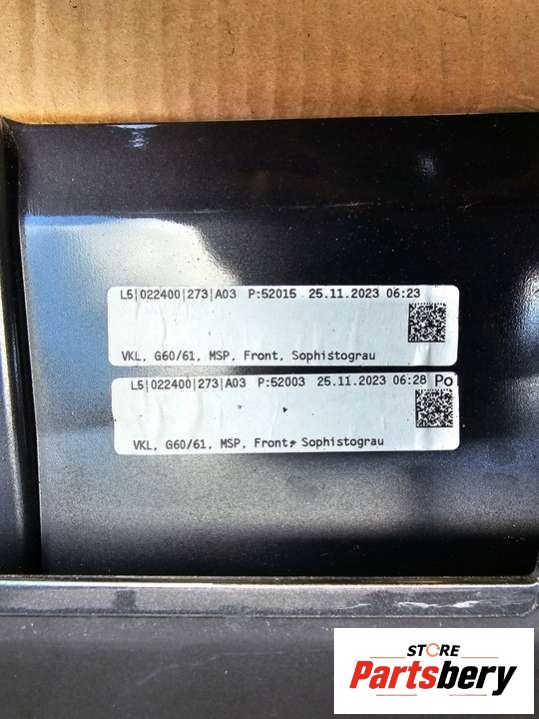 L5|022400|273|A03 P:52015 25.11.2023 06:23
VKL, G60/61, MSP, Front, Sophistograu
L5|022400|273|A03 P:52003 25.11.2023 06:28 Po
VKL, G60/61, MSP, Front, Sophistograu
STORE
Partsbery